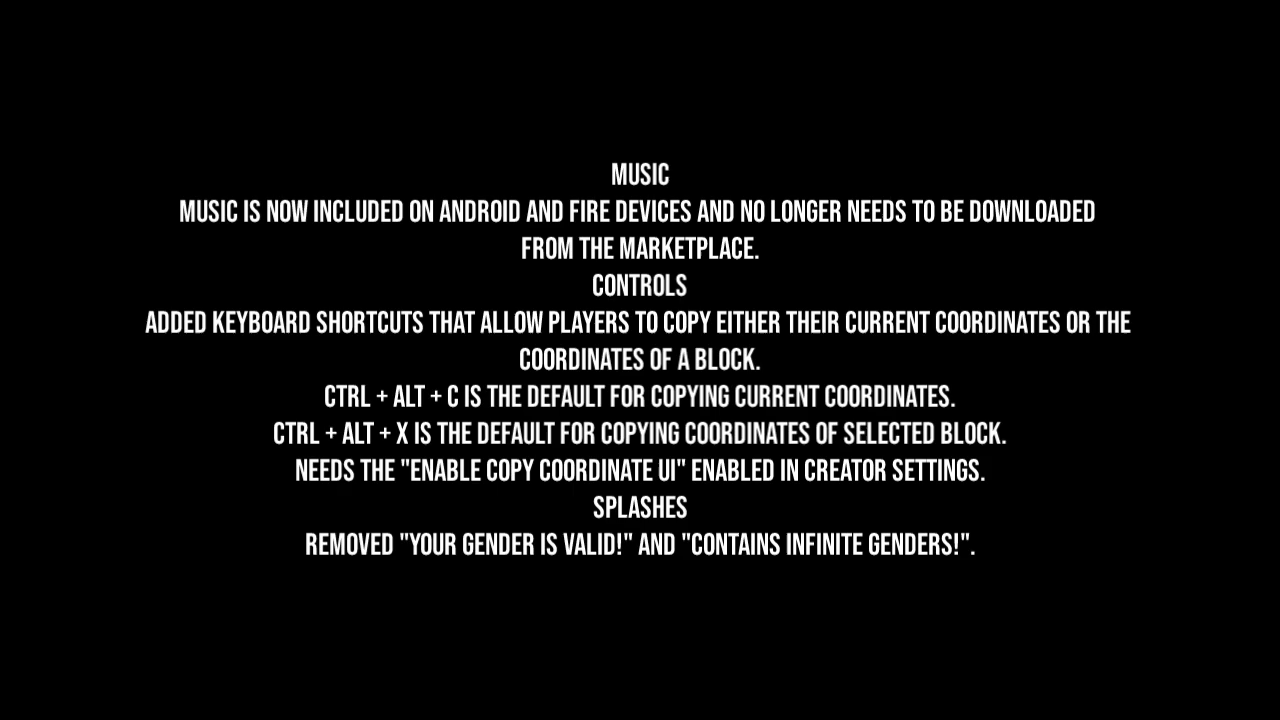 MUSIC
MUSIC IS NOW INCLUDED ON ANDROID AND FIRE DEVICES AND NO LONGER NEEDS TO BE DOWNLOADED
FROM THE MARKETPLACE.
CONTROLS
ADDED KEYBOARD SHORTCUTS THAT ALLOW PLAYERS TO COPY EITHER THEIR CURRENT COORDINATES OR THE
COORDINATES OF A BLOCK.
CTRL + ALT + C IS THE DEFAULT FOR COPYING CURRENT COORDINATES.
CTRL + ALT + X IS THE DEFAULT FOR COPYING COORDINATES OF SELECTED BLOCK.
NEEDS THE "ENABLE COPY COORDINATE UI" ENABLED IN CREATOR SETTINGS.
SPLASHES
REMOVED "YOUR GENDER IS VALID!" AND "CONTAINS INFINITE GENDERS!".